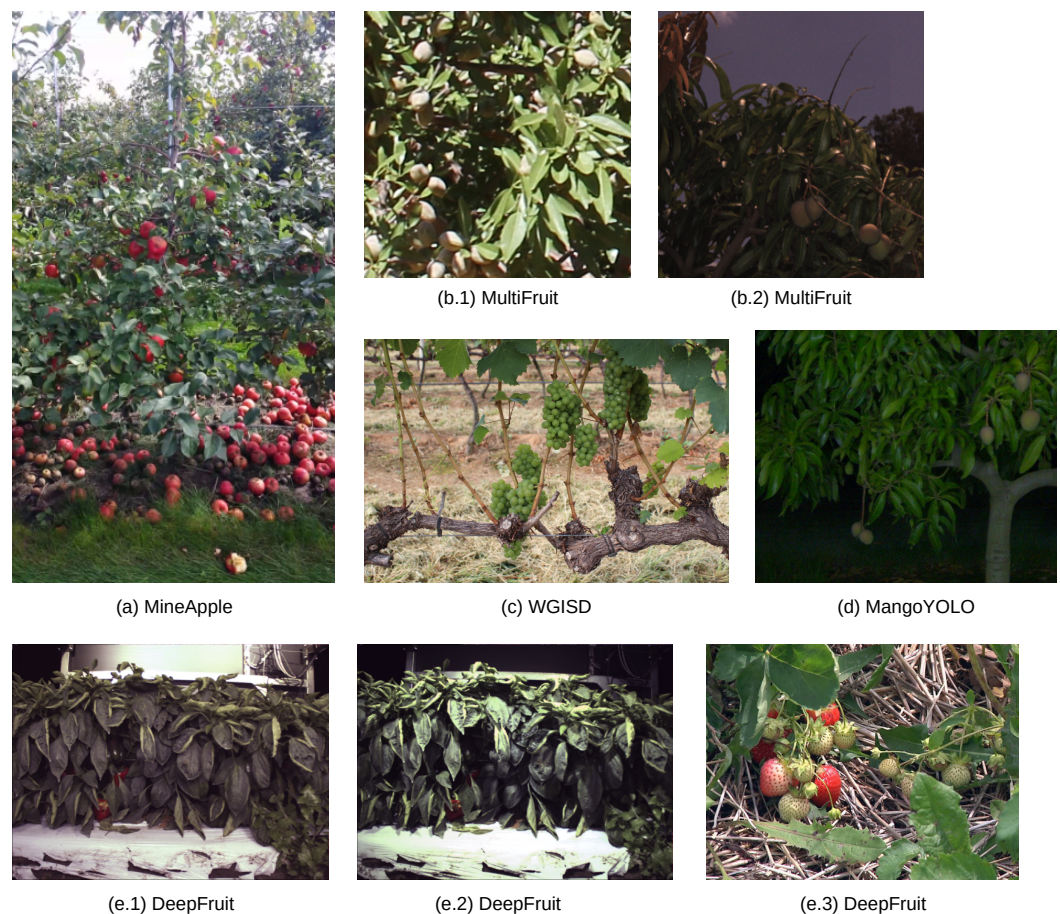 (b.1) MultiFruit
(b.2) MultiFruit
(a) MineApple
(c) WGISD
(d) MangoYOLO
(e.1) DeepFruit
(e.2) DeepFruit
(e.3) DeepFruit